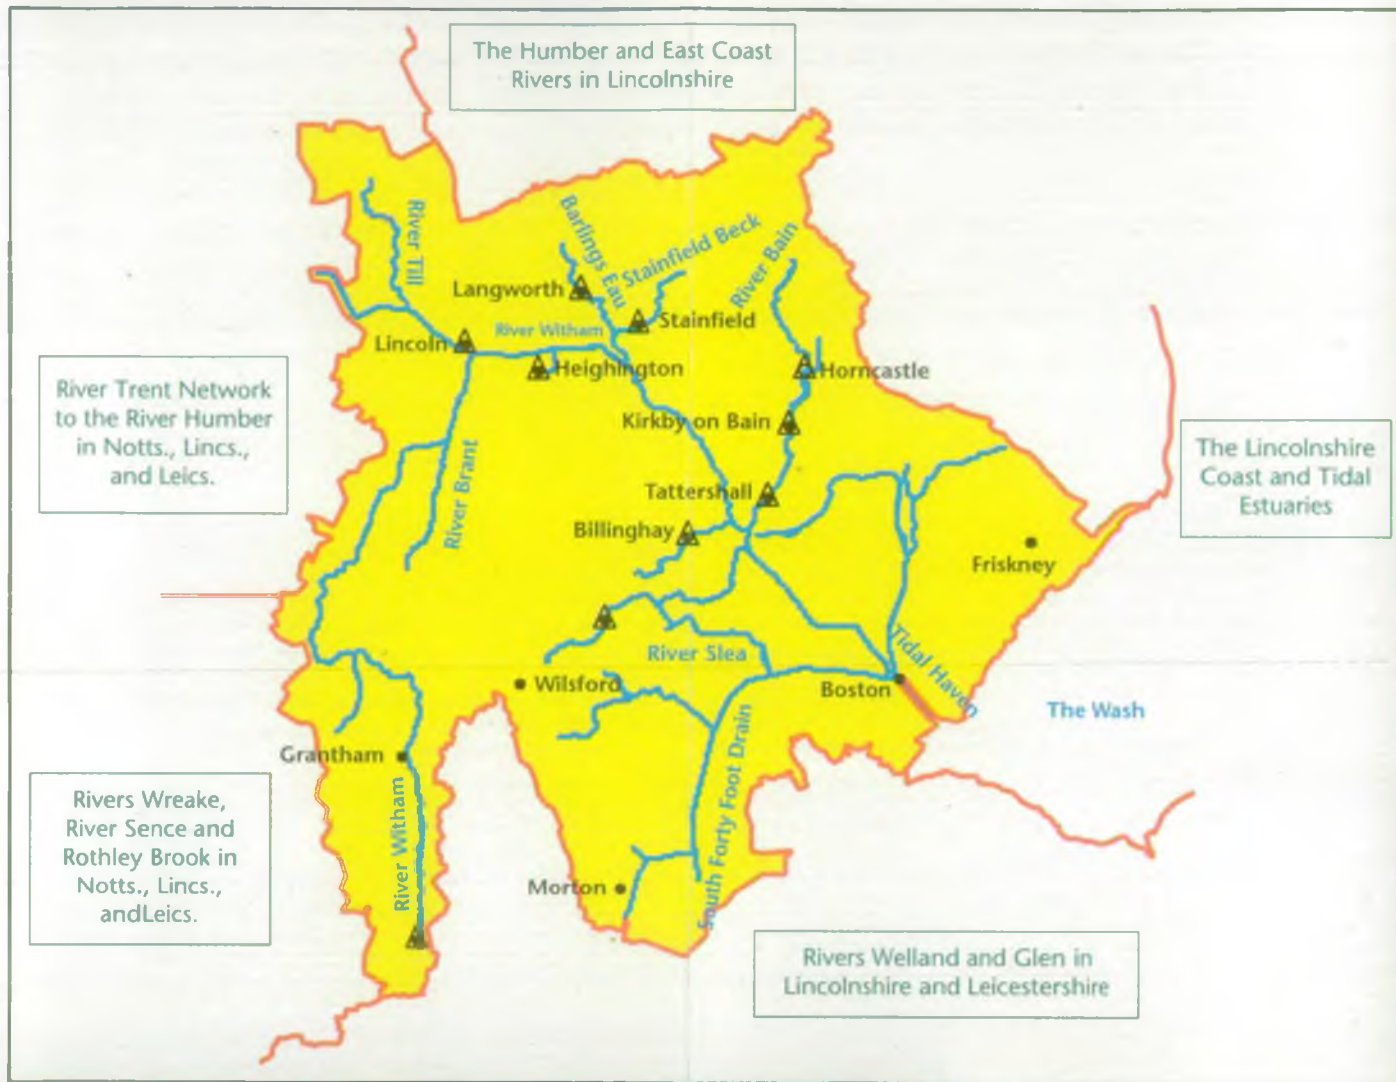 The Humber and East Coast
Rivers in Lincolnshire
River Till
Barlings Eau
Stainfield Beck
River Bain
Langworth
Stainfield
River Witham
Lincoln
Heighington
Horncastle
River Trent Network
to the River Humber
in Notts., Lincs.,
and Leics.
Kirkby on Bain
The Lincolnshire
Coast and Tidal
Estuaries
River Brant
Tattershall
Billinghay
Friskney
River Slea
Tidal Haven
Wilsford
Boston
The Wash
Grantham
South Forty Foot Drain
River Witham
Rivers Wreake,
River Sence and
Rothley Brook in
Notts., Lincs.,
andLeics.
Morton
Rivers Welland and Glen in
Lincolnshire and Leicestershire